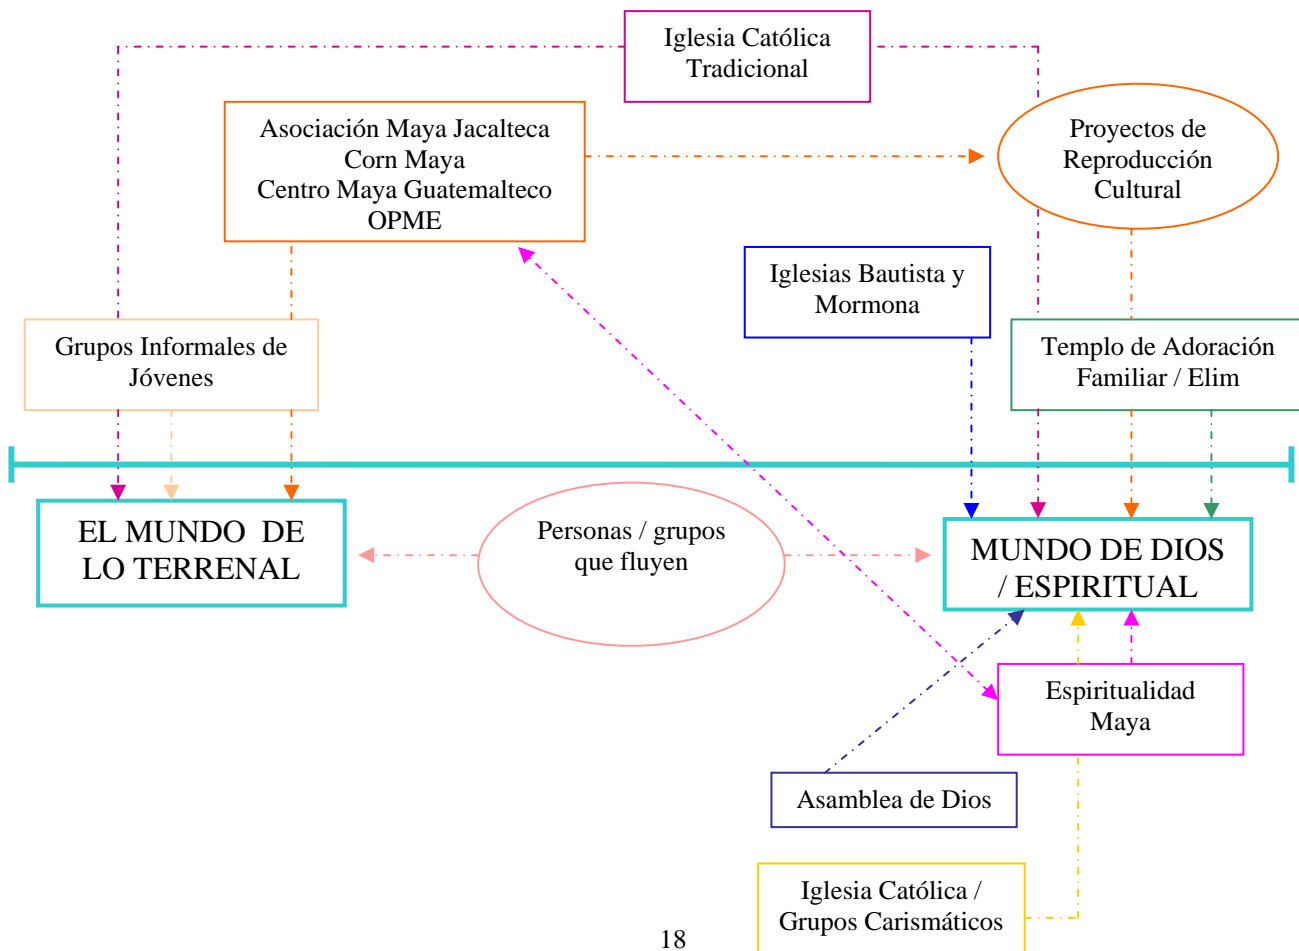 Iglesia Católica
Tradicional
Asociación Maya Jacalteca
Corn Maya
Centro Maya Guatemalteco
OPME
Proyectos de
Reproducción
Cultural
Iglesias Bautista y
Mormona
Grupos Informales de
Jóvenes
Templo de Adoración
Familiar / Elim
EL MUNDO DE
LO TERRENAL
Personas / grupos
que fluyen
MUNDO DE DIOS
/ ESPIRITUAL
Espiritualidad
Maya
Asamblea de Dios
Iglesia Católica /
Grupos Carismáticos
18